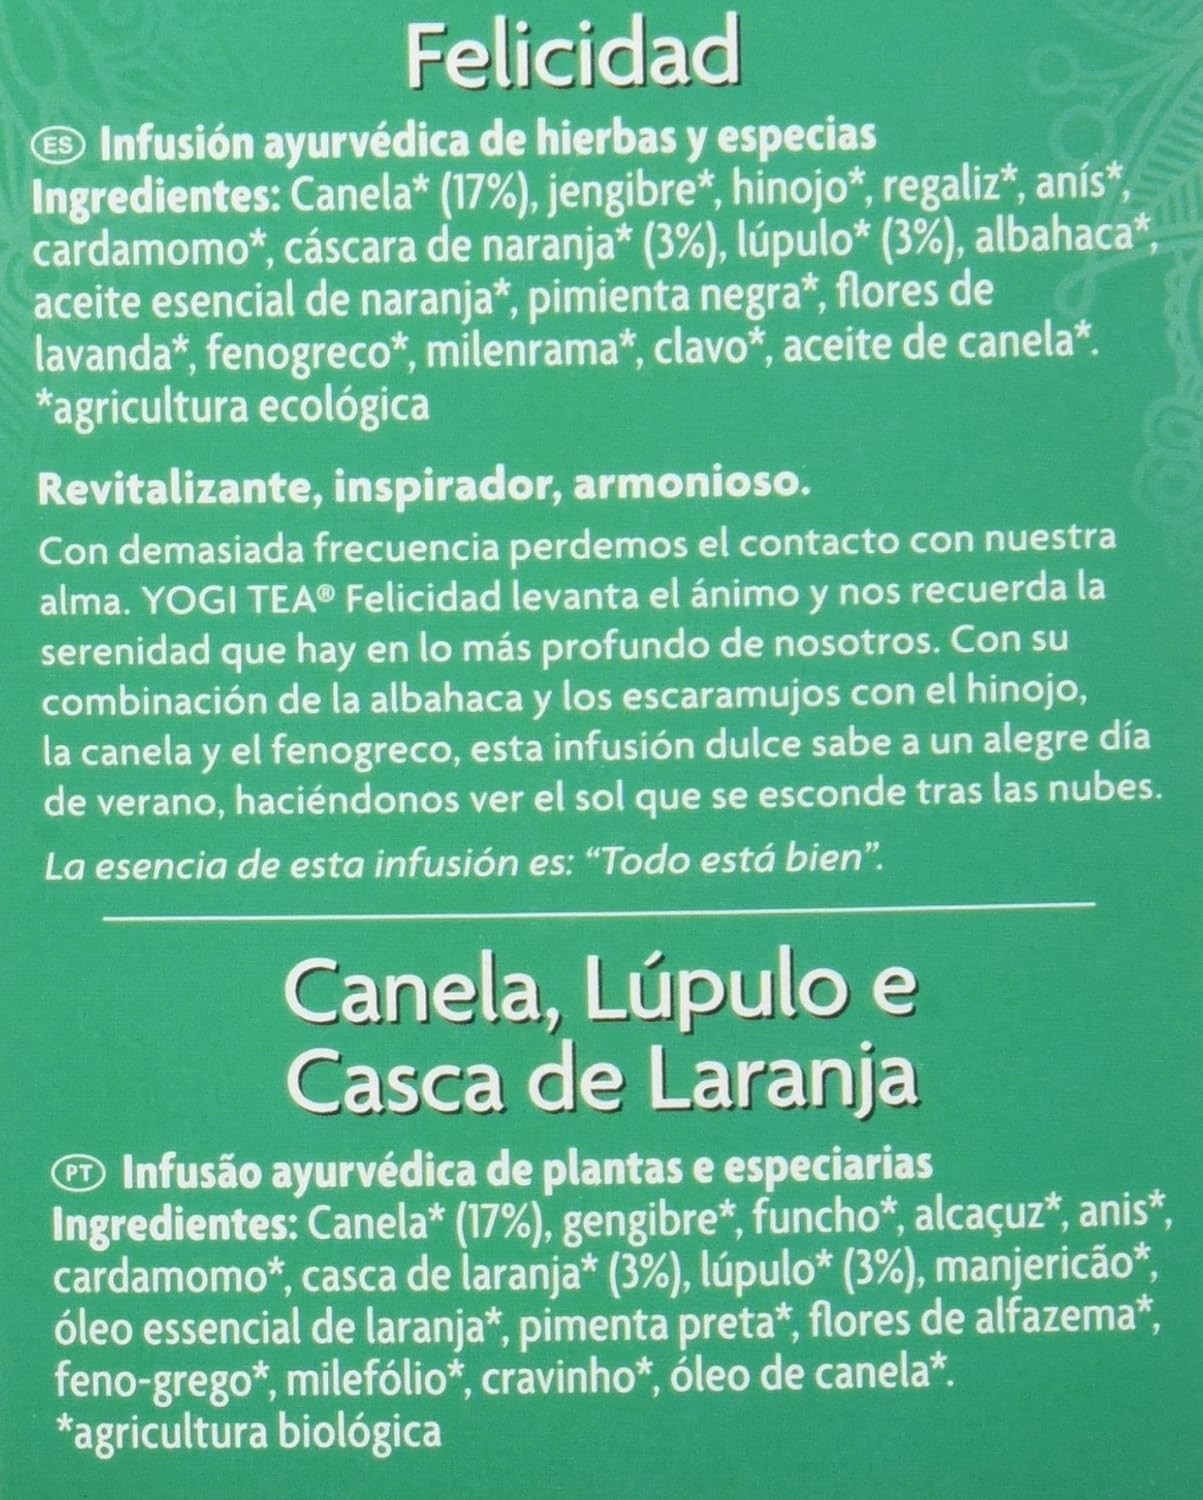 Felicidad
ES Infusión ayurvédica de hierbas y especias
Ingredientes: Canela* (17%), jengibre*, hinojo*, regaliz*, anís*,
cardamomo*, cáscara de naranja* (3%), lúpulo* (3%), albahaca*,
aceite esencial de naranja*, pimienta negra*, flores de
lavanda*, fenogreco*, milenrama*, clavo*, aceite de canela*.
*agricultura ecológica
Revitalizante, inspirador, armonioso.
Con demasiada frecuencia perdemos el contacto con nuestra
alma. YOGI TEA® Felicidad levanta el ánimo y nos recuerda la
serenidad que hay en lo más profundo de nosotros. Con su
combinación de la albahaca y los escaramujos con el hinojo,
la canela y el fenogreco, esta infusión dulce sabe a un alegre día
de verano, haciéndonos ver el sol que se esconde tras las nubes.
La esencia de esta infusión es: “Todo está bien”.
Canela, Lúpulo e
Casca de Laranja
PT Infusão ayurvédica de plantas e especiarias
Ingredientes: Canela* (17%), gengibre*, funcho*, alcaçuz*, anis*,
cardamomo*, casca de laranja* (3%), lúpulo* (3%), manjericão*,
óleo essencial de laranja*, pimenta preta*, flores de alfazema*,
feno-grego*, milefólio*, cravinho*, óleo de canela*.
*agricultura biológica